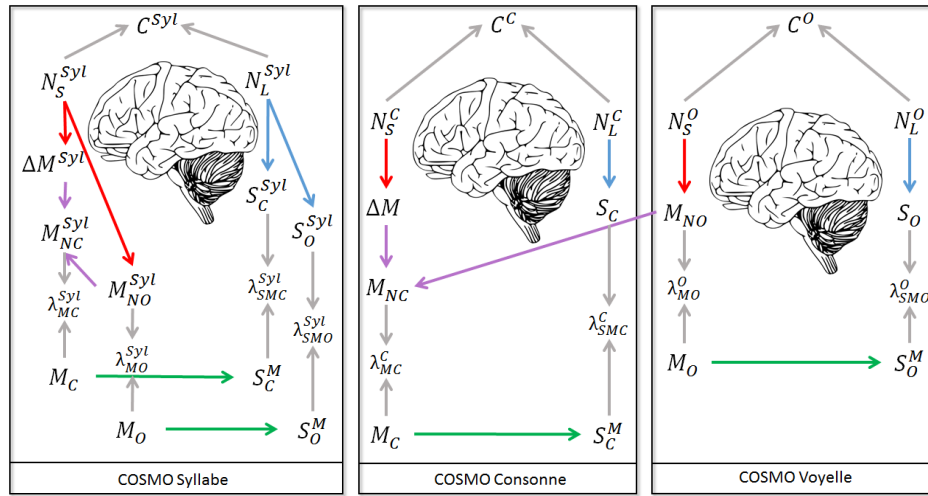 C^{Syl}
N_S^{Syl}
N_L^{Syl}
ΔM^{Syl}
S_C^{Syl}
M_{NC}^{Syl}
S_O^{Syl}
M_{NO}^{Syl}
λ_{MC}^{Syl}
λ_{SMC}^{Syl}
λ_{MO}^{Syl}
λ_{SMO}^{Syl}
M_C
S_C^M
M_O
S_O^M
COSMO Syllabe
C^C
N_S^C
N_L^C
ΔM
S_C
M_{NC}
λ_{MC}^C
λ_{SMC}^C
M_C
S_C^M
COSMO Consonne
C^O
N_S^O
N_L^O
M_{NO}
S_O
λ_{MO}^O
λ_{SMO}^O
M_O
S_O^M
COSMO Voyelle